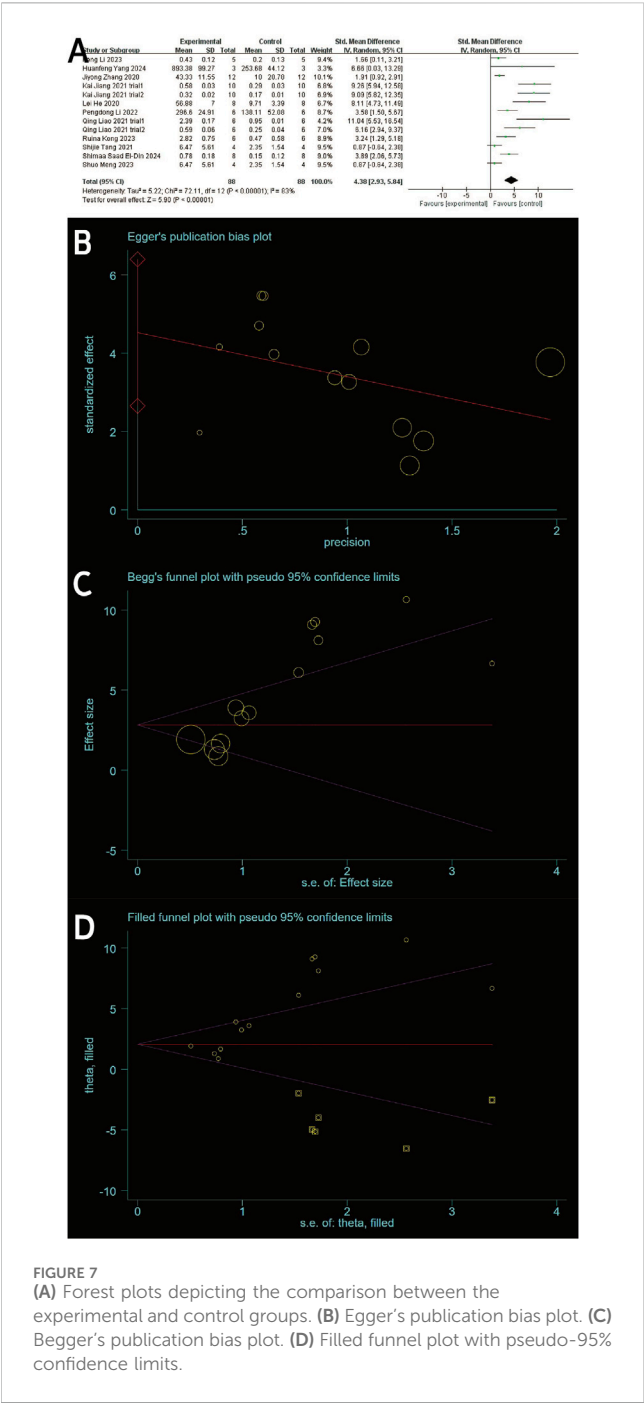 A
Experimental Control Std. Mean Difference Std. Mean Difference
Study or Subgroup Mean SD Total Mean SD Total Weight IV, Random, 95% CI IV, Random, 95% CI
Li 2023 0.43 0.12 5 0.2 0.13 5 9.4% 1.66 [0.11, 3.21]
Huanfeng Yang 2024 893.38 99.27 3 253.68 44.12 3 3.3% 6.66 [0.03, 13.29]
Jiyong Zhang 2020 43.33 11.55 12 10 20.70 12 1.91 [0.92, 2.91]
Kai Jiang 2021 trial1 0.58 0.03 10 0.29 0.03 10 9.26 [5.94, 12.58]
Kai Jiang 2021 trial2 0.32 0.02 10 0.17 0.01 10 6.9% 9.09 [5.82, 12.35]
Lei He 2020 56.88 7 8 9.71 3.39 8 6.8% 8.11 [4.73, 11.49]
Pengdong Li 2022 296.6 24.91 6 138.11 52.08 6 8.7% 3.58 [1.50, 5.67]
Qing Liao 2021 trial1 2.39 0.17 6 0.95 0.01 6 11.04 [5.53, 16.54]
Qing Liao 2021 trial2 0.59 0.06 6 0.25 0.04 6 6.16 [2.94, 9.37]
Ruina Kong 2023 2.82 0.75 6 0.47 0.58 6 8.9% 3.24 [1.29, 5.18]
Shijie Tang 2021 6.47 5.61 4 2.35 1.54 4 0.87 [-0.64, 2.38]
Shimaa Saad El-Din 2024 0.78 0.18 8 0.15 0.12 8 3.89 [2.06, 5.73]
Shuo Meng 2023 6.47 5.61 4 2.35 1.54 4 0.87 [-0.64, 2.38]
Total (95% CI) 88 88 100.0% 4.38 [2.93, 5.84]
Heterogeneity: Tau² = 5.22; Chi² = 72.11, df = 12 (P < 0.00001); I² = 83%
Test for overall effect: Z = 5.90 (P < 0.00001)
-10 -5 0 5 10
Favours [experimental] Favours [control]
B
Egger's publication bias plot
standardized effect
6
4
2
0
0 .5 1 1.5 2
precision
C
Begg's funnel plot with pseudo 95% confidence limits
Effect size
10
5
0
-5
0 1 2 3 4
s.e. of: Effect size
D
Filled funnel plot with pseudo 95% confidence limits
theta, filled
10
5
0
-5
-10
0 1 2 3 4
s.e. of: theta, filled
FIGURE 7
(A) Forest plots depicting the comparison between the
experimental and control groups. (B) Egger's publication bias plot. (C)
Begger's publication bias plot. (D) Filled funnel plot with pseudo-95%
confidence limits.